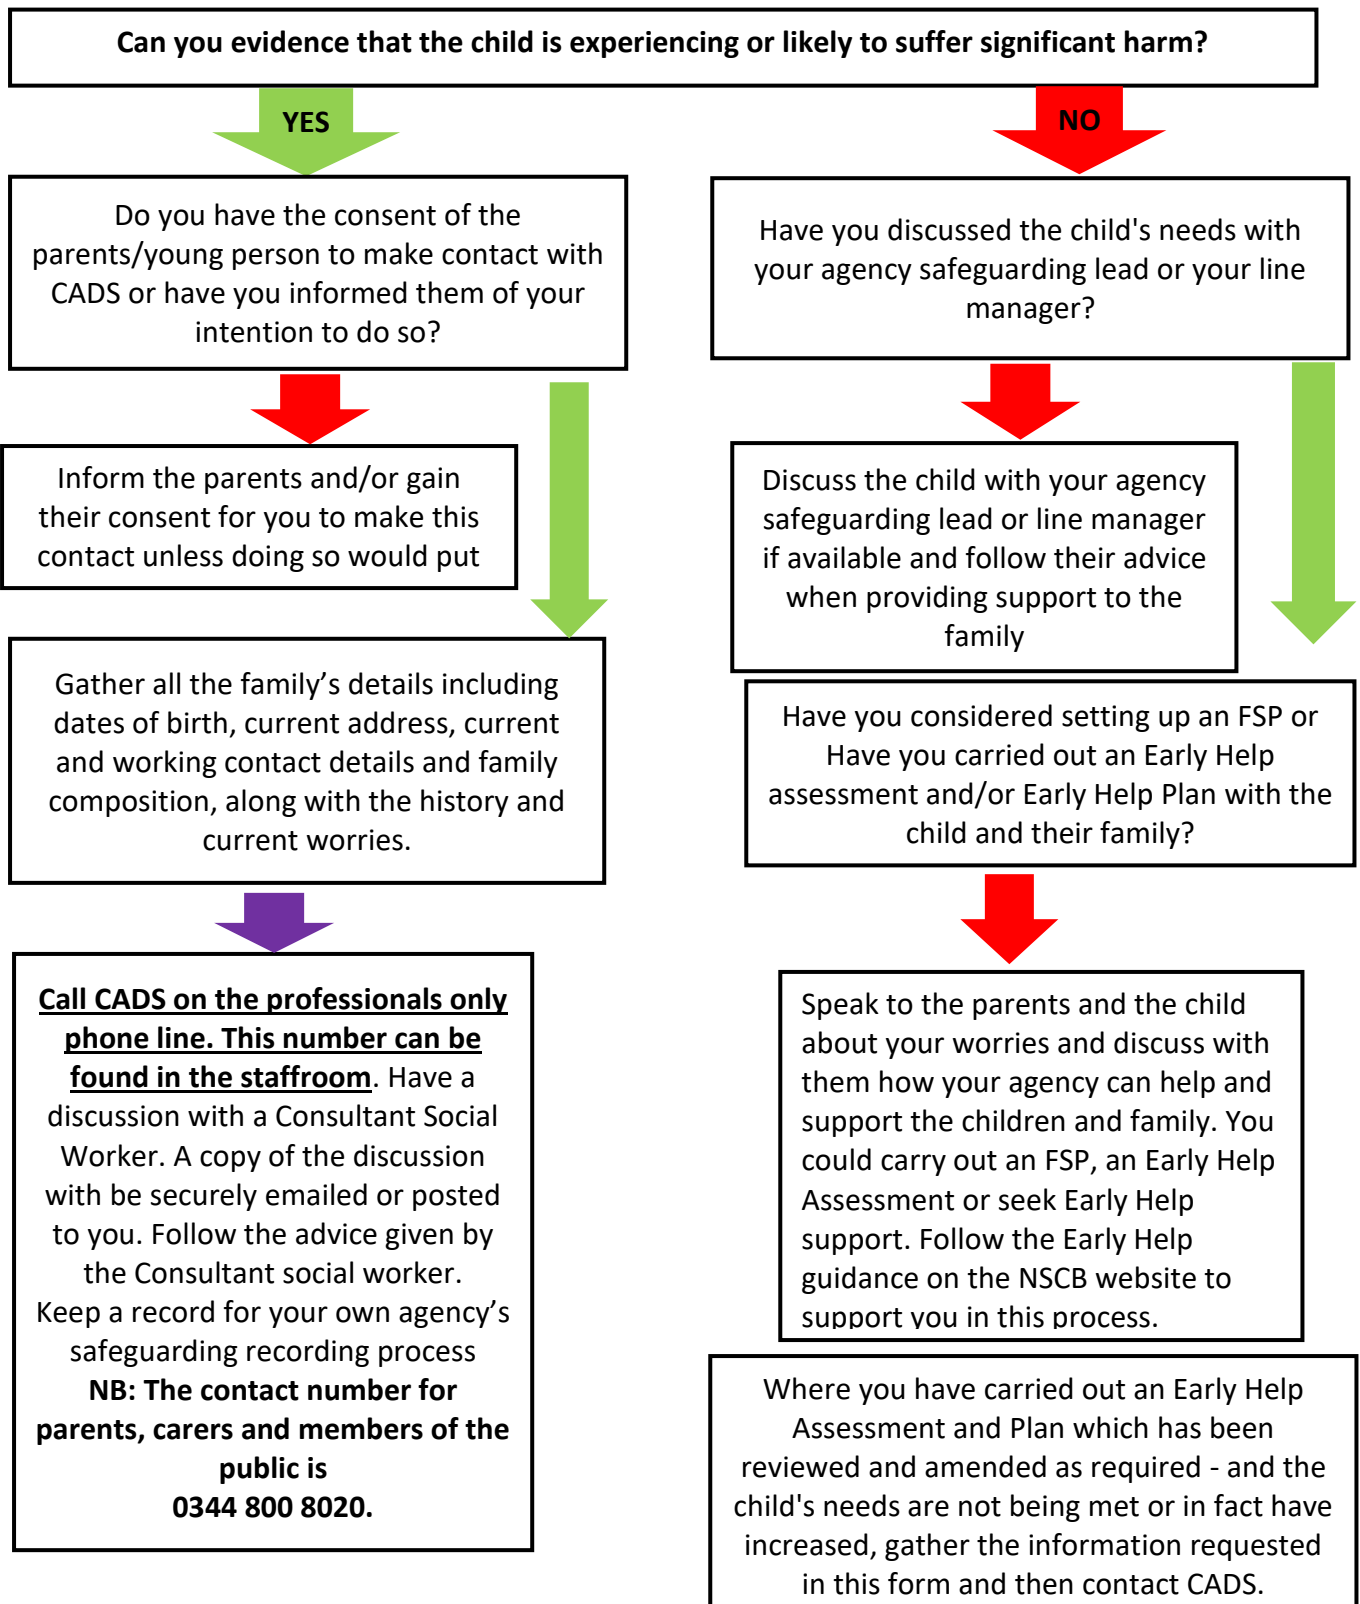 Can you evidence that the child is experiencing or likely to suffer significant harm?
YES
NO
Do you have the consent of the
parents/young person to make contact with
CADS or have you informed them of your
intention to do so?
Have you discussed the child's needs with
your agency safeguarding lead or your line
manager?
Inform the parents and/or gain
their consent for you to make this
contact unless doing so would put
Discuss the child with your agency
safeguarding lead or line manager
if available and follow their advice
when providing support to the
family
Gather all the family’s details including
dates of birth, current address, current
and working contact details and family
composition, along with the history and
current worries.
Have you considered setting up an FSP or
Have you carried out an Early Help
assessment and/or Early Help Plan with the
child and their family?
Call CADS on the professionals only
phone line. This number can be
found in the staffroom. Have a
discussion with a Consultant Social
Worker. A copy of the discussion
with be securely emailed or posted
to you. Follow the advice given by
the Consultant social worker.
Keep a record for your own agency’s
safeguarding recording process
NB: The contact number for
parents, carers and members of the
public is
0344 800 8020.
Speak to the parents and the child
about your worries and discuss with
them how your agency can help and
support the children and family. You
could carry out an FSP, an Early Help
Assessment or seek Early Help
support. Follow the Early Help
guidance on the NSCB website to
support you in this process.
Where you have carried out an Early Help
Assessment and Plan which has been
reviewed and amended as required - and the
child's needs are not being met or in fact have
increased, gather the information requested
in this form and then contact CADS.